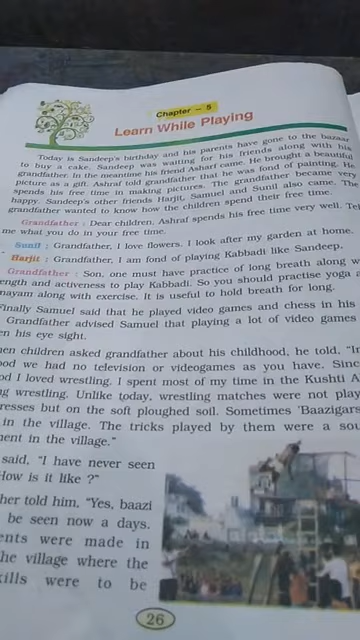 Chapter - 5
Learn While Playing
Today is Sandeep's birthday and his parents have gone to the bazaar
to buy a cake. Sandeep was waiting for his friends along with his
grandfather. In the meantime his friend Asharf came. He brought a beautiful
picture as a gift. Ashraf told grandfather that he was fond of painting. He
spends his free time in making pictures. The grandfather became very
happy. Sandeep's other friends Harjit, Samuel and Sunil also came. The
grandfather wanted to know how the children spend their free time.
Grandfather : Dear children, Ashraf spends his free time very well. Tel
me what you do in your free time.
Sunil : Grandfather, I love flowers. I look after my garden at home.
Harjit : Grandfather, I am fond of playing Kabbadi like Sandeep.
Grandfather : Son, one must have practice of long breath along w
ength and activeness to play Kabbadi. So you should practise yoga a
nayam along with exercise. It is useful to hold breath for long.
Finally Samuel said that he played video games and chess in his
Grandfather advised Samuel that playing a lot of video games
en his eye sight.
hen children asked grandfather about his childhood, he told, "In
ood we had no television or videogames as you have. Sinc
od I loved wrestling. I spent most of my time in the Kushti A
ng wrestling. Unlike today, wrestling matches were not play
resses but on the soft ploughed soil. Sometimes 'Baazigars
in the village. The tricks played by them were a sou
ment in the village."
said, "I have never seen
How is it like ?"
her told him, "Yes, baazi
be seen now a days.
ents were made in
he village where the
kills were to be
26